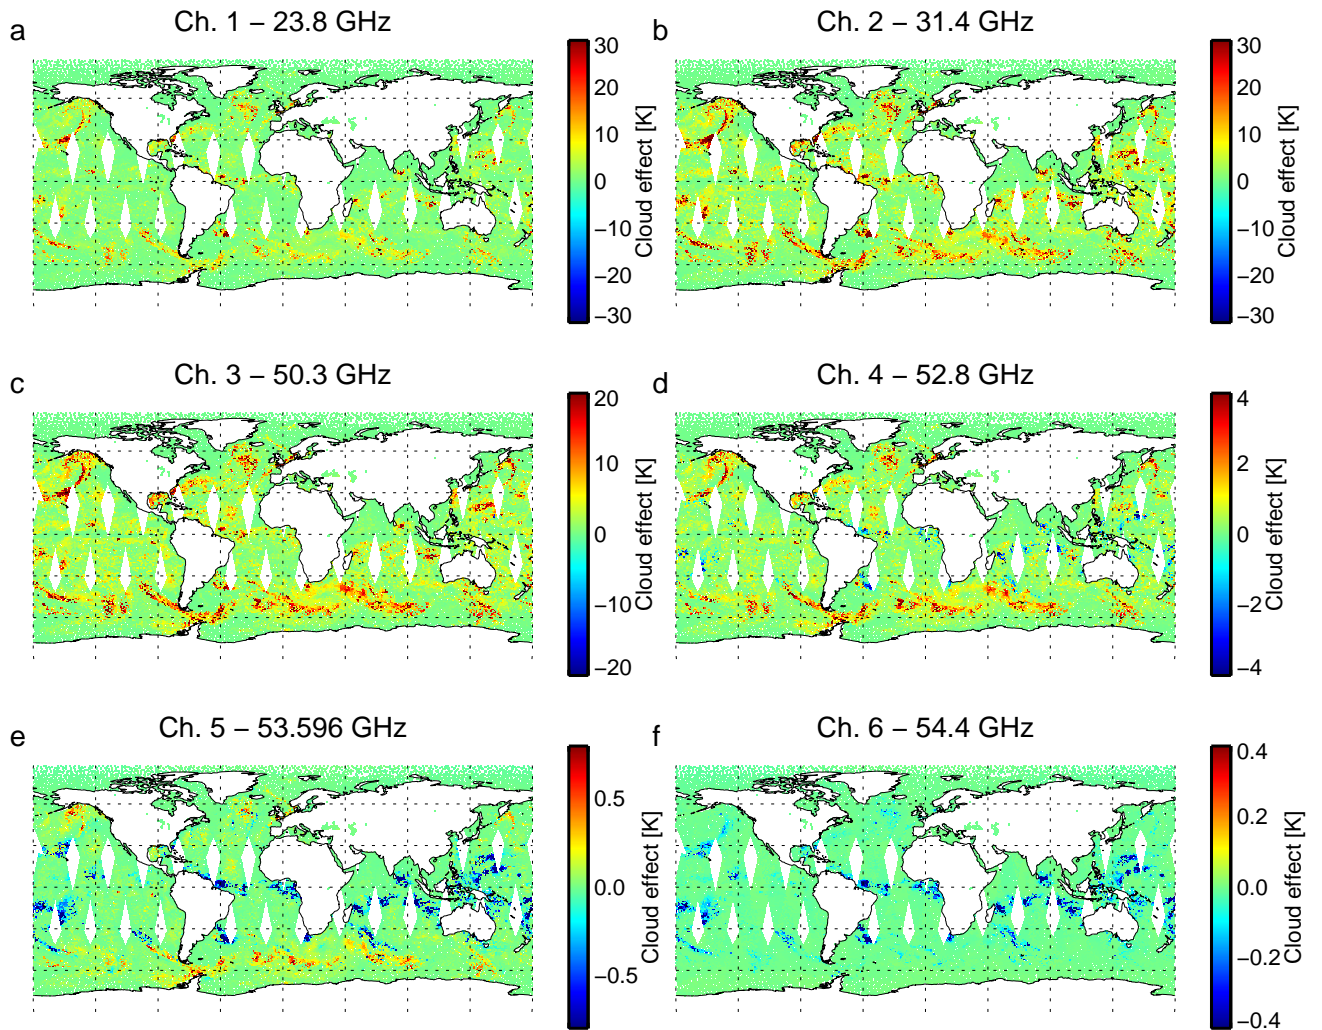 a
Ch. 1 – 23.8 GHz
30
20
10
0
−10
−20
−30
Cloud effect [K]
b
Ch. 2 – 31.4 GHz
30
20
10
0
−10
−20
−30
Cloud effect [K]
c
Ch. 3 – 50.3 GHz
20
10
0
−10
−20
Cloud effect [K]
d
Ch. 4 – 52.8 GHz
4
2
0
−2
−4
Cloud effect [K]
e
Ch. 5 – 53.596 GHz
0.5
0.0
−0.5
Cloud effect [K]
f
Ch. 6 – 54.4 GHz
0.4
0.2
0.0
−0.2
−0.4
Cloud effect [K]